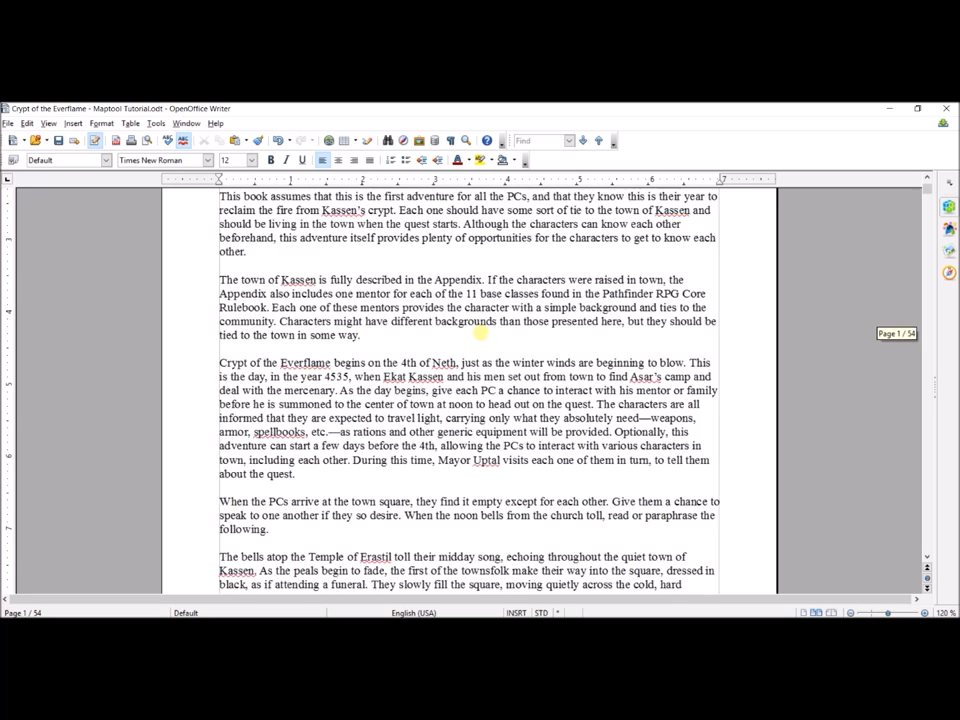 Crypt of the Everflame - Maptool Tutorial.odt - OpenOffice Writer
File Edit View Insert Format Table Tools Window Help
Find
Default Times New Roman 12 B I U A
1 2 3 4 5 6 7
This book assumes that this is the first adventure for all the PCs, and that they know this is their year to
reclaim the fire from Kassen's crypt. Each one should have some sort of tie to the town of Kassen and
should be living in the town when the quest starts. Although the characters can know each other
3
beforehand, this adventure itself provides plenty of opportunities for the characters to get to know each
other.
The town of Kassen is fully described in the Appendix. If the characters were raised in town, the
Appendix also includes one mentor for each of the 11 base classes found in the Pathfinder RPG Core
Rulebook. Each one of these mentors provides the character with a simple background and ties to the
4
community. Characters might have different backgrounds than those presented here, but they should be
tied to the town in some way.
Page 1 / 54
Crypt of the Everflame begins on the 4th of Neth, just as the winter winds are beginning to blow. This
is the day, in the year 4535, when Ekat Kassen and his men set out from town to find Asar's camp and
5
deal with the mercenary. As the day begins, give each PC a chance to interact with his mentor or family
before he is summoned to the center of town at noon to head out on the quest. The characters are all
informed that they are expected to travel light, carrying only what they absolutely need—weapons,
armor, spellbooks, etc.—as rations and other generic equipment will be provided. Optionally, this
adventure can start a few days before the 4th, allowing the PCs to interact with various characters in
6
town, including each other. During this time, Mayor Uptal visits each one of them in turn, to tell them
about the quest.
When the PCs arrive at the town square, they find it empty except for each other. Give them a chance to
speak to one another if they so desire. When the noon bells from the church toll, read or paraphrase the
7
following.
The bells atop the Temple of Erastil toll their midday song, echoing throughout the quiet town of
Kassen. As the peals begin to fade, the first of the townsfolk make their way into the square, dressed in
black, as if attending a funeral. They slowly fill the square, moving quietly across the cold, hard
Page 1 / 54 Default English (USA) INSRT STD * 120 %